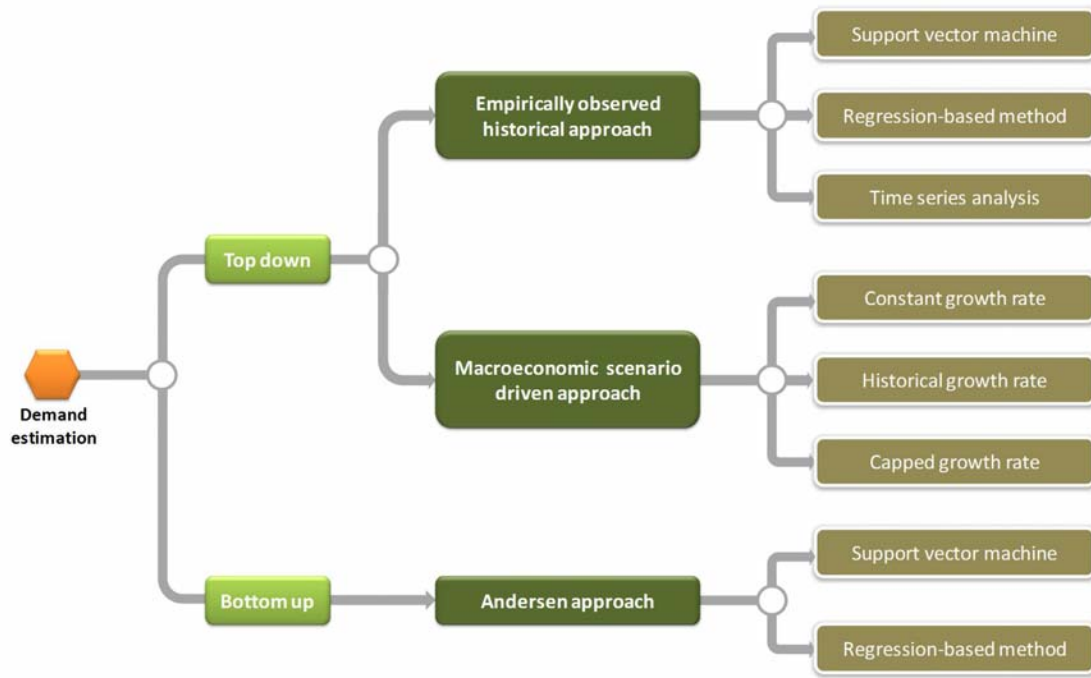 Demand
estimation
Top down
Bottom up
Empirically observed
historical approach
Macroeconomic scenario
driven approach
Andersen approach
Support vector machine
Regression-based method
Time series analysis
Constant growth rate
Historical growth rate
Capped growth rate
Support vector machine
Regression-based method